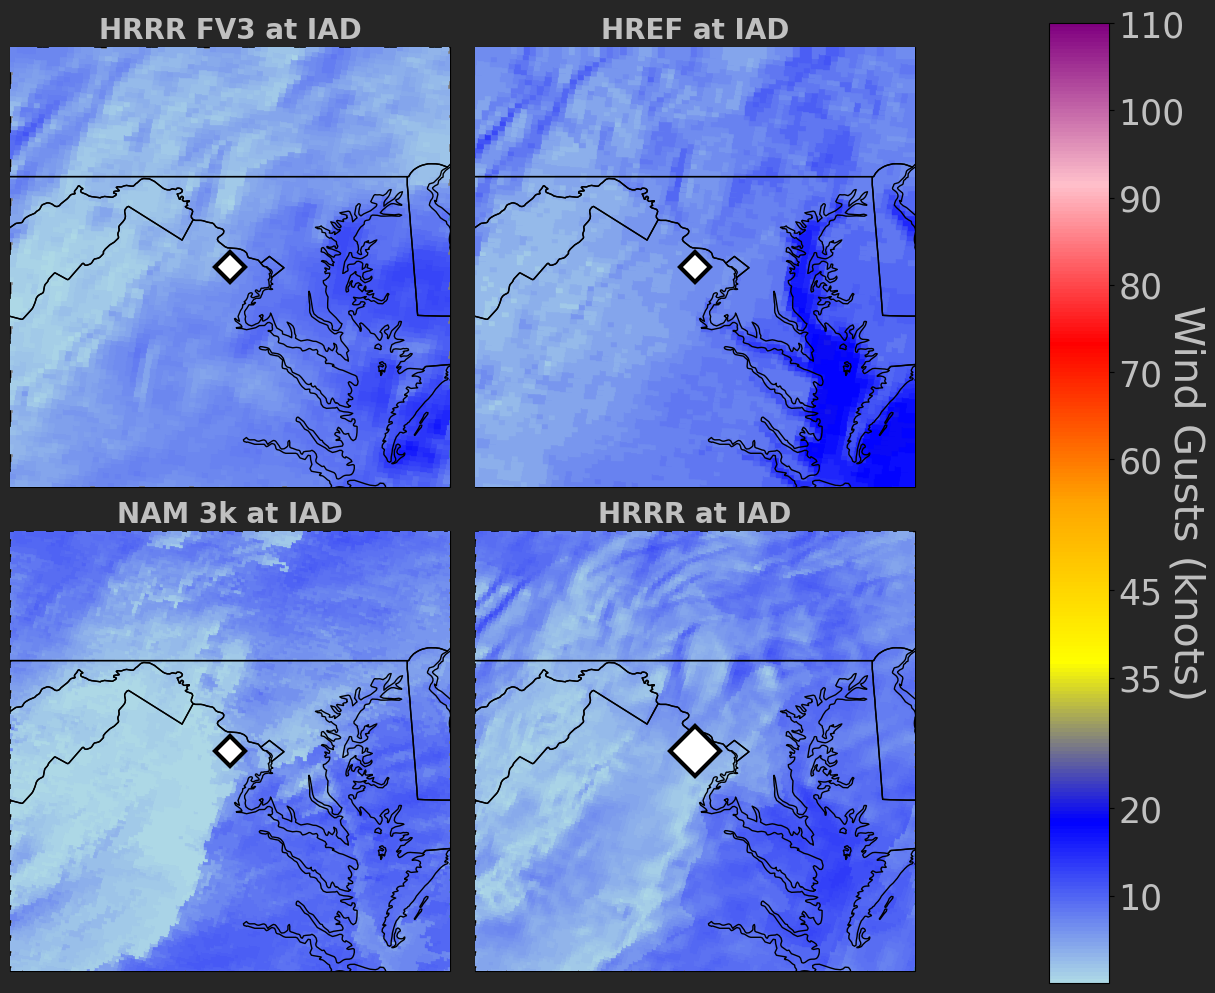 HRRR FV3 at IAD
HREF at IAD
NAM 3k at IAD
HRRR at IAD
110
100
90
80
70
60
45
35
20
10
Wind Gusts (knots)